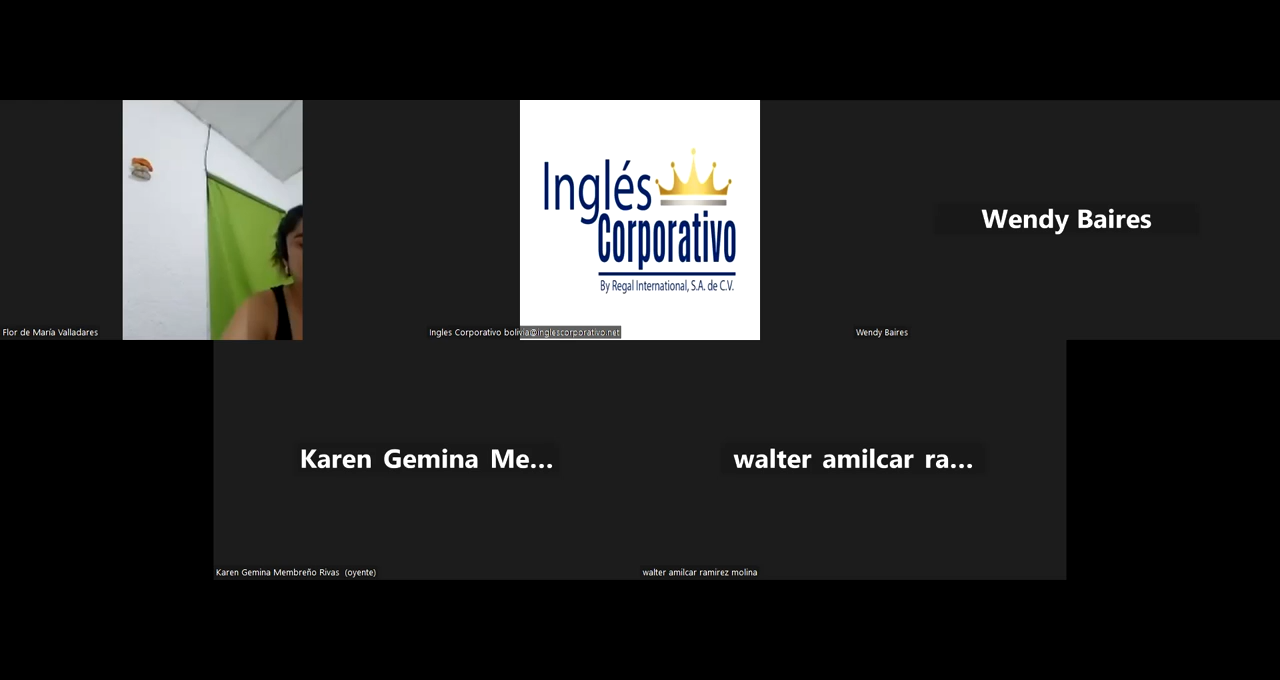 Inglés
Corporativo
By Regal International, S.A. de C.V.
Wendy Baires
Flor de María Valladares
Ingles Corporativo bolivia@inglescorporativo.net
Wendy Baires
Karen Gemina Me...
walter amilcar ra...
Karen Gemina Membreño Rivas (oyente)
walter amilcar ramirez molina